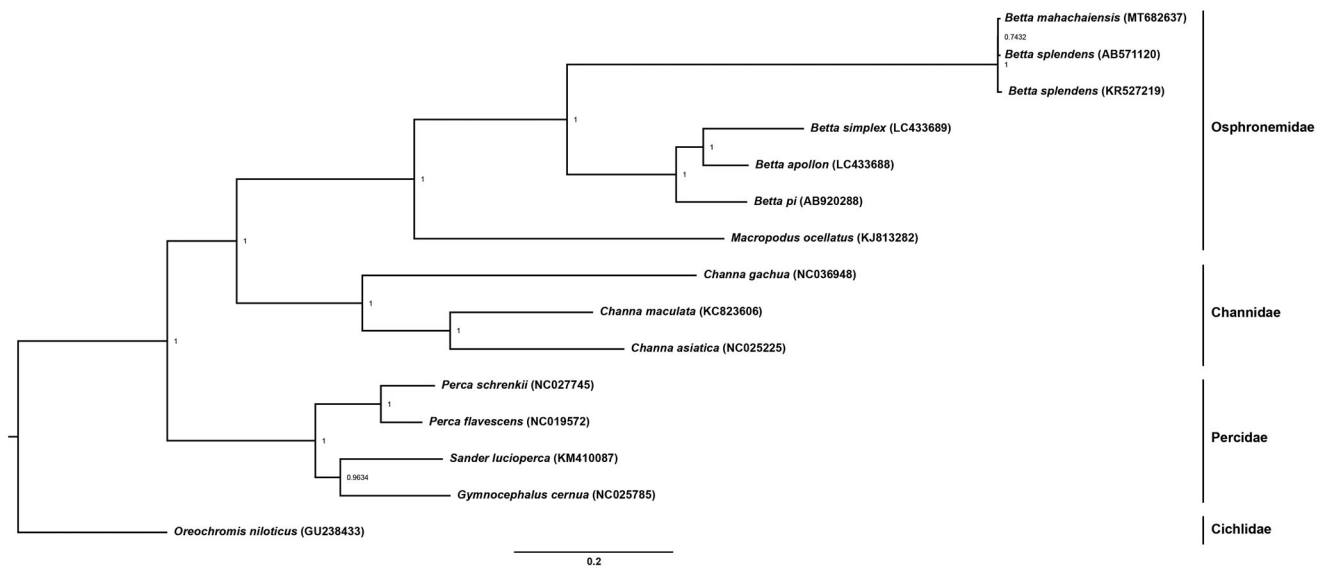 Betta mahachaiensis (MT682637)
0.7432
Betta splendens (AB571120)
1
Betta splendens (KR527219)
1
Betta simplex (LC433689)
Osphronemidae
1
Betta apollon (LC433688)
1
1
Betta pi (AB920288)
Macropodus ocellatus (KJ813282)
1
Channa gachua (NC036948)
1
Channa maculata (KC823606)
Channidae
1
1
Channa asiatica (NC025225)
Perca schrenkii (NC027745)
1
Perca flavescens (NC019572)
1
Percidae
Sander lucioperca (KM410087)
0.9634
Gymnocephalus cernua (NC025785)
Oreochromis niloticus (GU238433)
Cichlidae
0.2